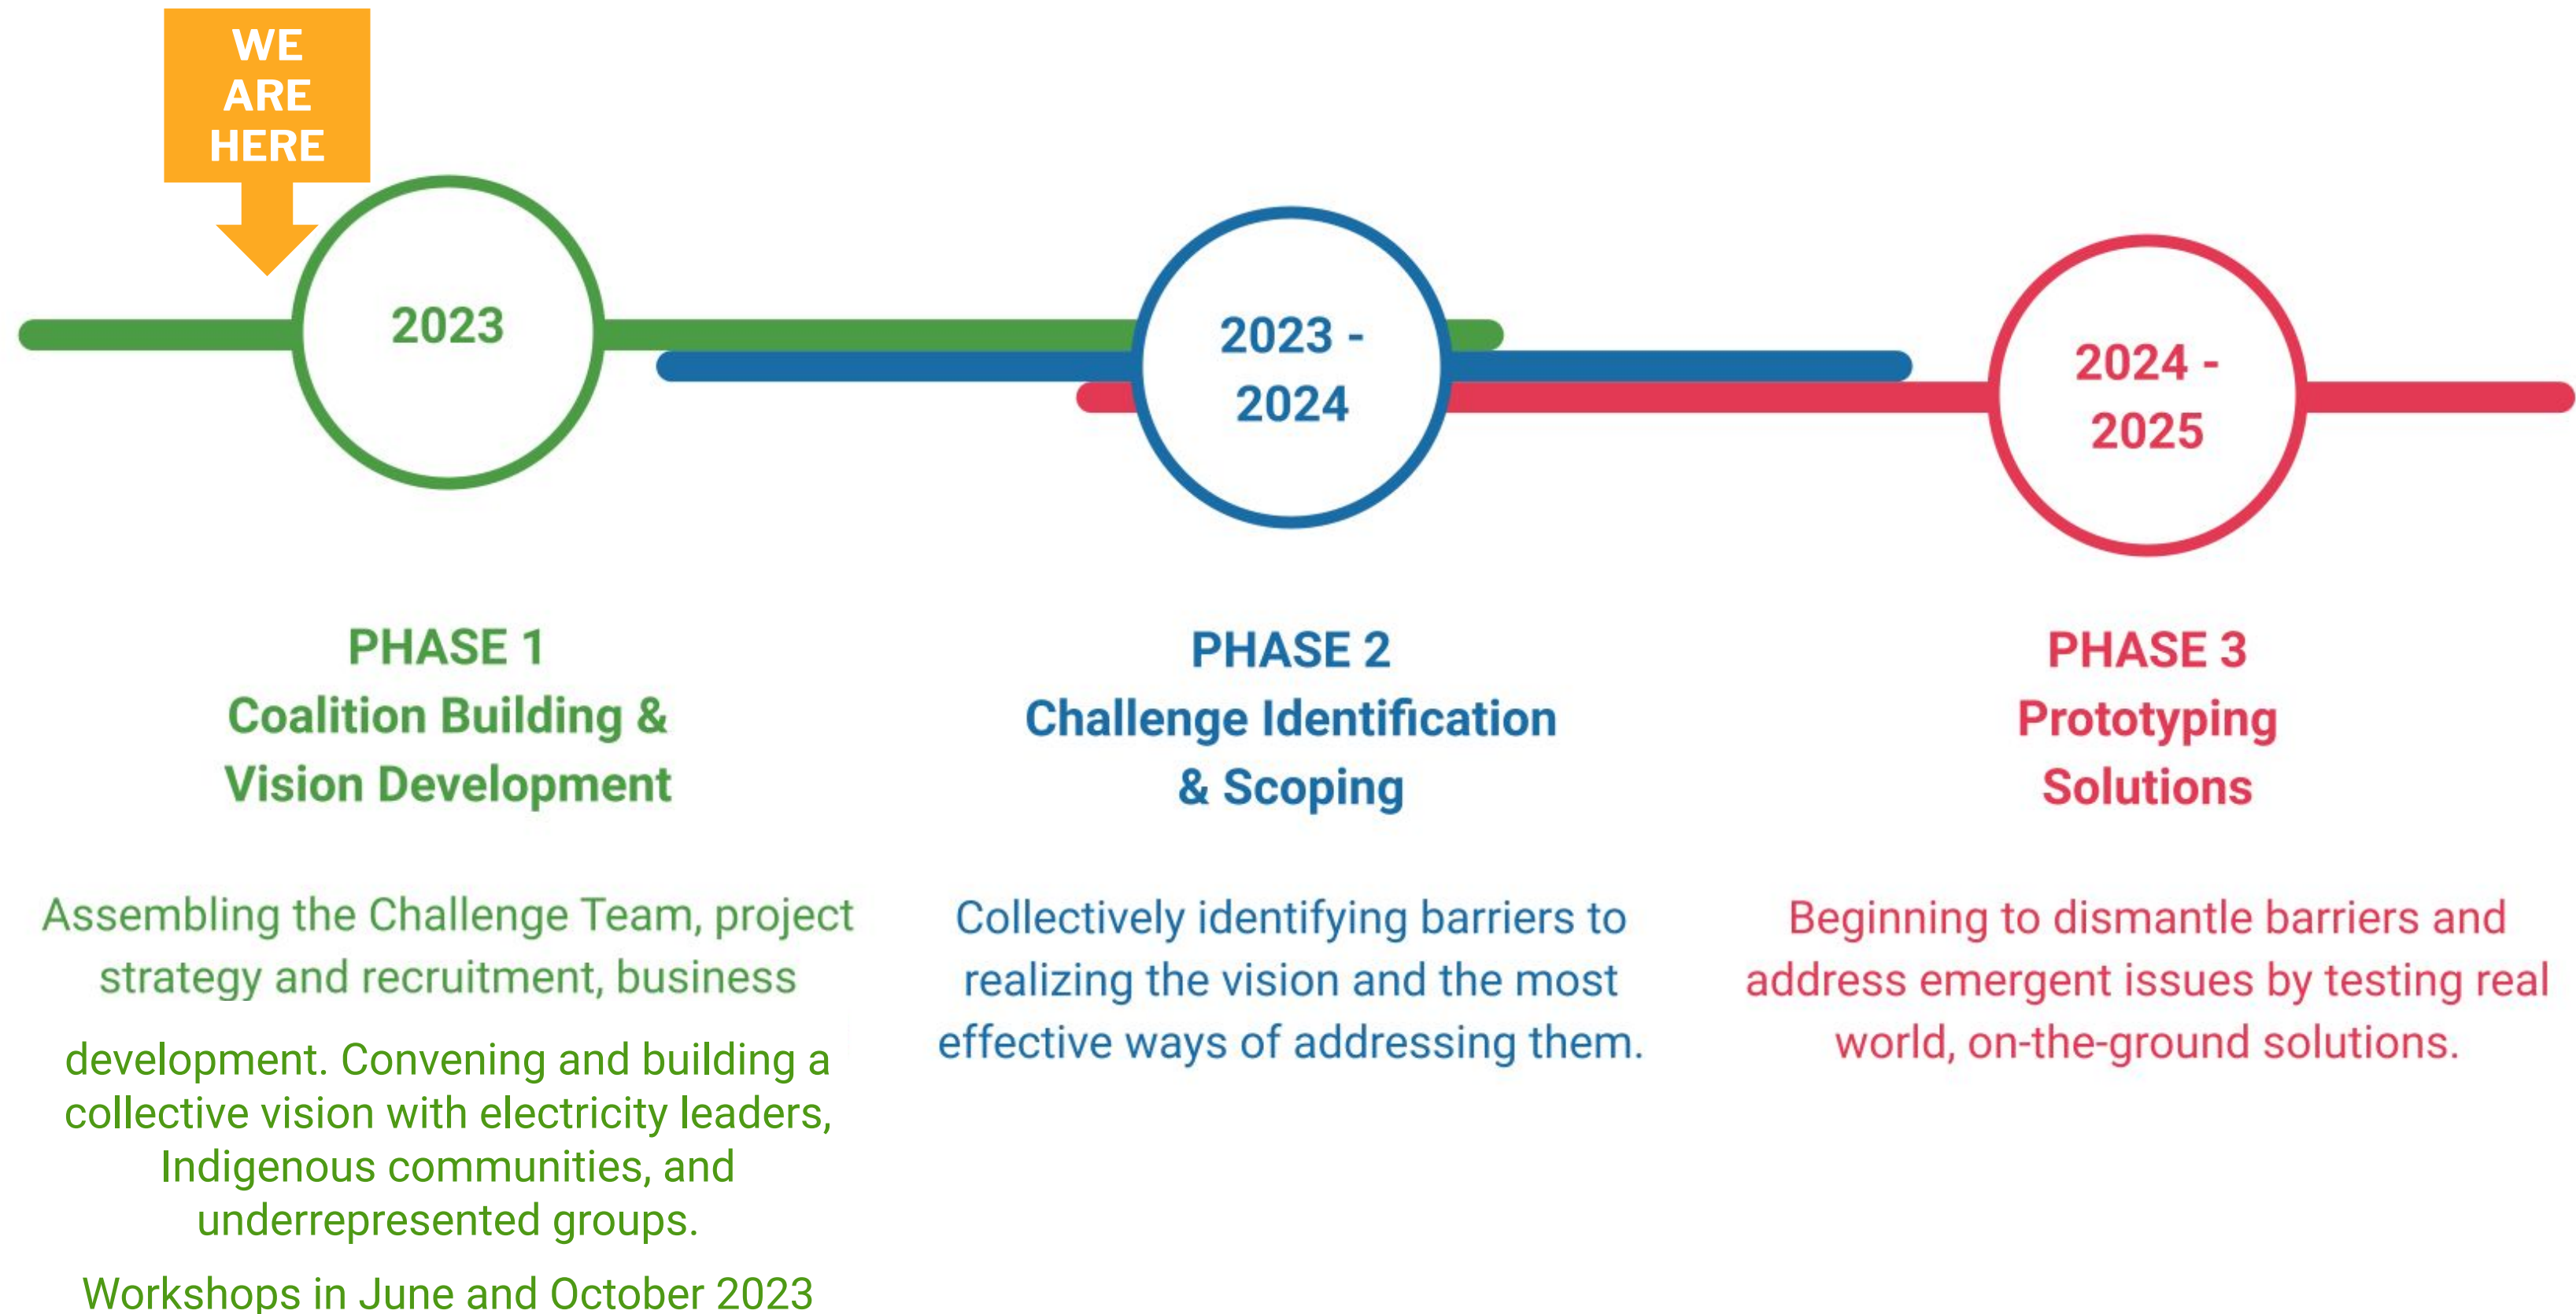 WE
ARE
HERE
2023
2023 -
2024
2024 -
2025
PHASE 1
Coalition Building &
Vision Development
Assembling the Challenge Team, project
strategy and recruitment, business
development. Convening and building a
collective vision with electricity leaders,
Indigenous communities, and
underrepresented groups.
Workshops in June and October 2023
PHASE 2
Challenge Identification
& Scoping
Collectively identifying barriers to
realizing the vision and the most
effective ways of addressing them.
PHASE 3
Prototyping
Solutions
Beginning to dismantle barriers and
address emergent issues by testing real
world, on-the-ground solutions.